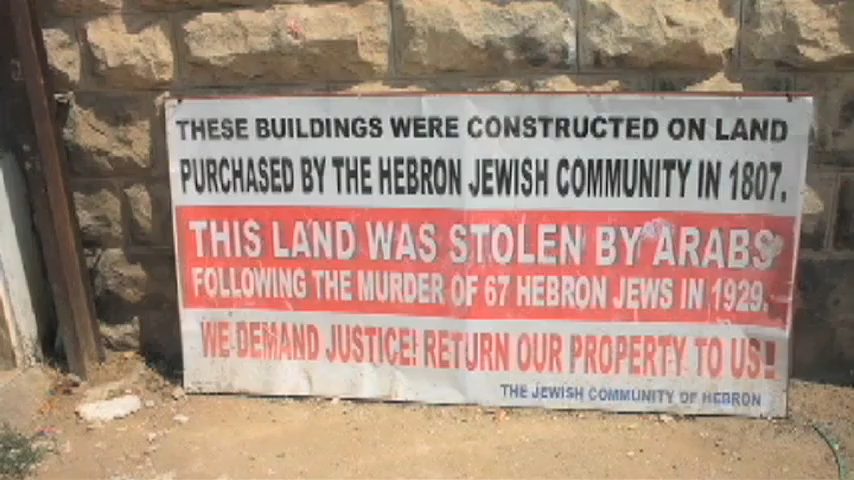 THESE BUILDINGS WERE CONSTRUCTED ON LAND
PURCHASED BY THE HEBRON JEWISH COMMUNITY IN 1807.
THIS LAND WAS STOLEN BY ARABS
FOLLOWING THE MURDER OF 67 HEBRON JEWS IN 1929.
WE DEMAND JUSTICE! RETURN OUR PROPERTY TO US!
THE JEWISH COMMUNITY OF HEBRON